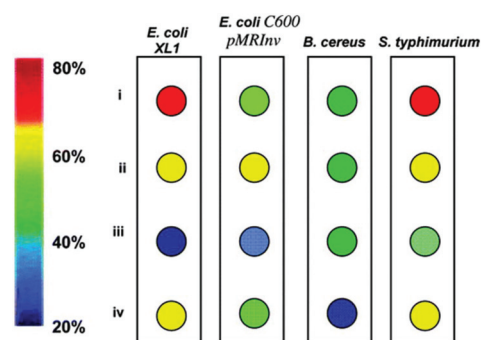 E. coli XL1
E. coli C600 pMRInv
B. cereus
S. typhimurium
80%
60%
40%
20%
i
ii
iii
iv